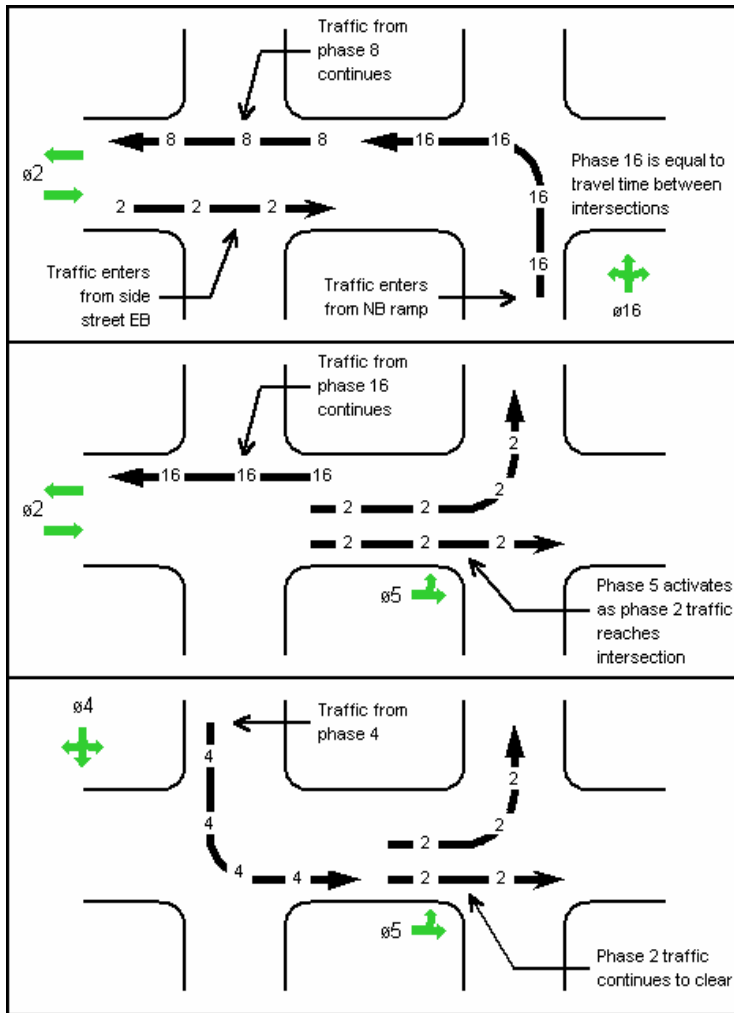 Traffic from
phase 8
continues
8 8 8
16 16
ø2
2 2 2
16
16
Phase 16 is equal to
travel time between
intersections
Traffic enters
from side
street EB
Traffic enters
from NB ramp
ø16
Traffic from
phase 16
continues
16 16 16
2
2
ø2
2 2
2 2 2
ø5
Phase 5 activates
as phase 2 traffic
reaches
intersection
ø4
Traffic from
phase 4
4
4
4 4
2
2
2
2 2
ø5
Phase 2 traffic
continues to clear